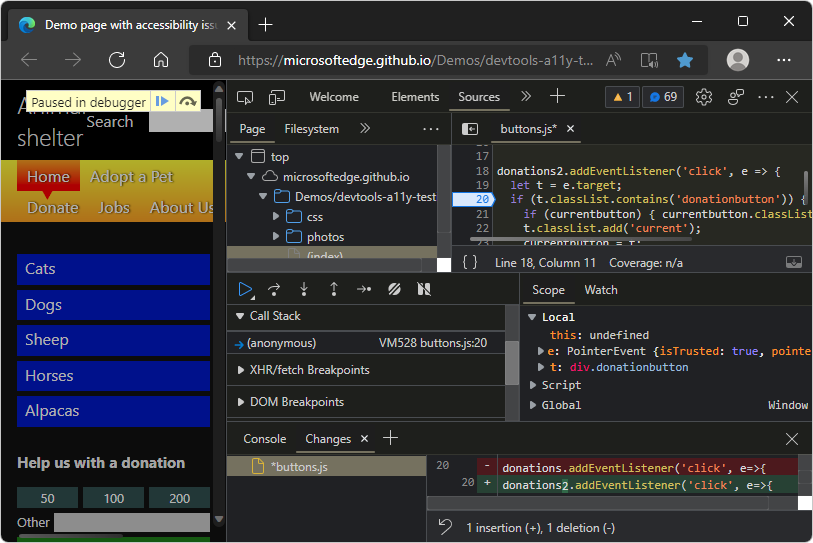 Demo page with accessibility issu
https://microsoftedge.github.io/Demos/devtools-a11y-t...
Paused in debugger
Animal
shelter
Search
Home Adopt a Pet
Donate Jobs About Us
Cats
Dogs
Sheep
Horses
Alpacas
Help us with a donation
50 100 200
Other
Welcome Elements Sources 1 69
Page Filesystem
top
microsoftedge.github.io
Demos/devtools-a11y-test
css
photos
(index)
buttons.js*
17
18 donations2.addEventListener('click', e => {
19 let t = e.target;
20 if (t.classList.contains('donationbutton')) {
21 if (currentbutton) { currentbutton.classList
22 t.classList.add('current');
23 currentbutton = t;
{ } Line 18, Column 11 Coverage: n/a
Call Stack
(anonymous) VM528 buttons.js:20
XHR/fetch Breakpoints
DOM Breakpoints
Scope Watch
Local
this: undefined
e: PointerEvent {isTrusted: true, pointe
t: div.donationbutton
Script
Global Window
Console Changes
*buttons.js
20 - donations.addEventListener('click', e=>{
20 + donations2.addEventListener('click', e=>{
1 insertion (+), 1 deletion (-)